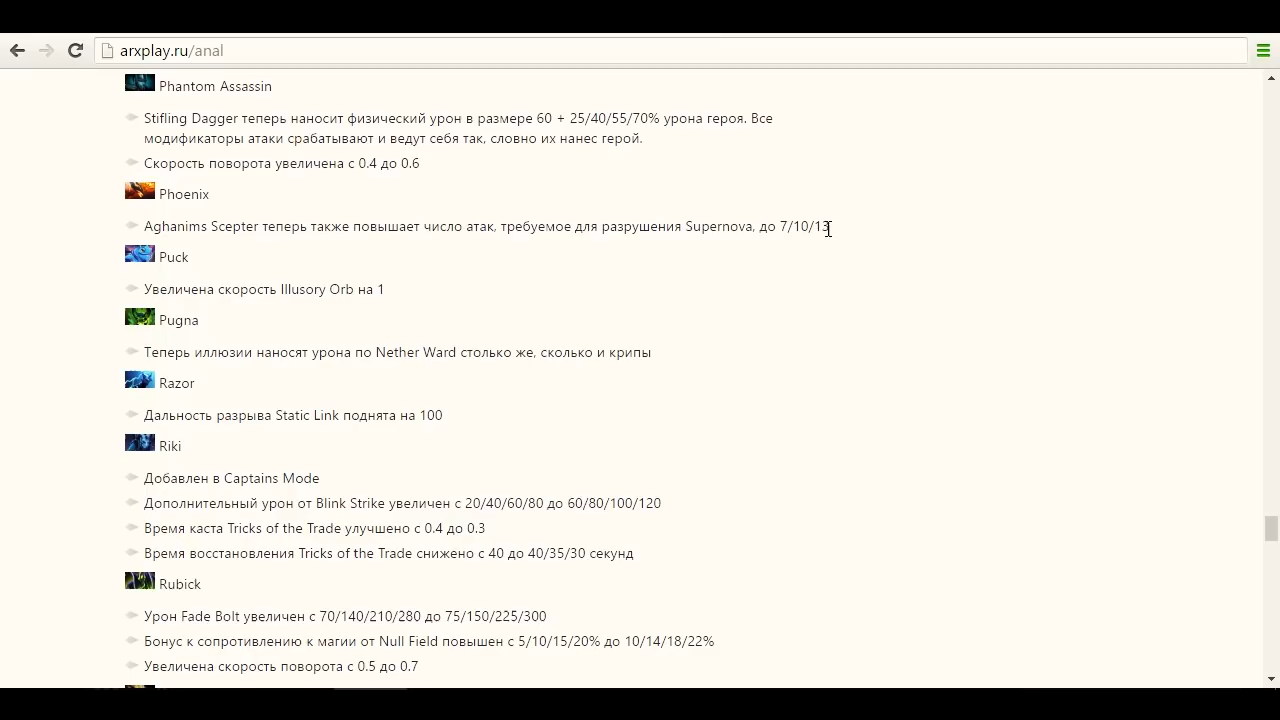 arxplay.ru/anal
Phantom Assassin
Stifling Dagger теперь наносит физический урон в размере 60 + 25/40/55/70% урона героя. Все
модификаторы атаки срабатывают и ведут себя так, словно их нанес герой.
Скорость поворота увеличена с 0.4 до 0.6
Phoenix
Aghanims Scepter теперь также повышает число атак, требуемое для разрушения Supernova, до 7/10/13
Puck
Увеличена скорость Illusory Orb на 1
Pugna
Теперь иллюзии наносят урона по Nether Ward столько же, сколько и крипы
Razor
Дальность разрыва Static Link поднята на 100
Riki
Добавлен в Captains Mode
Дополнительный урон от Blink Strike увеличен с 20/40/60/80 до 60/80/100/120
Время каста Tricks of the Trade улучшено с 0.4 до 0.3
Время восстановления Tricks of the Trade снижено с 40 до 40/35/30 секунд
Rubick
Урон Fade Bolt увеличен с 70/140/210/280 до 75/150/225/300
Бонус к сопротивлению к магии от Null Field повышен с 5/10/15/20% до 10/14/18/22%
Увеличена скорость поворота с 0.5 до 0.7